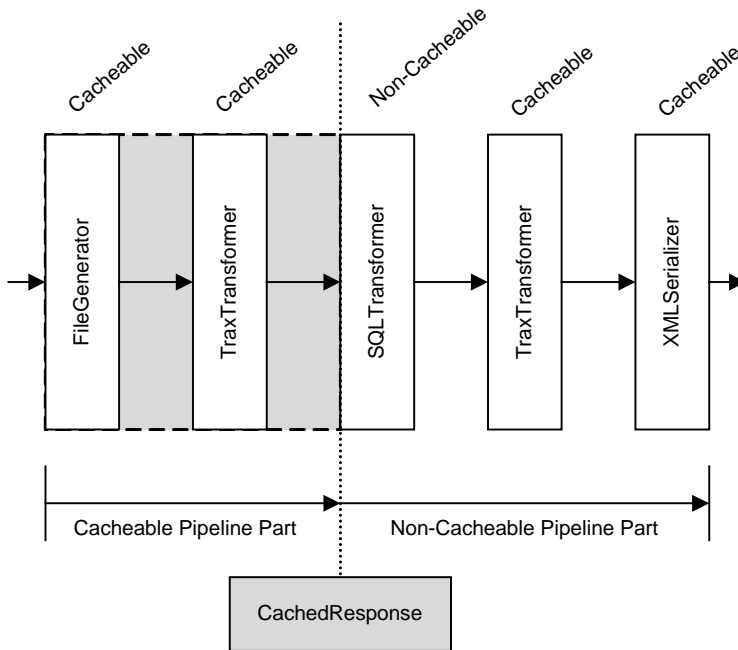 Cacheable
Cacheable
Non-Cacheable
Cacheable
Cacheable
FileGenerator
TraxTransformer
SQLTransformer
TraxTransformer
XMLSerializer
Cacheable Pipeline Part
Non-Cacheable Pipeline Part
CachedResponse